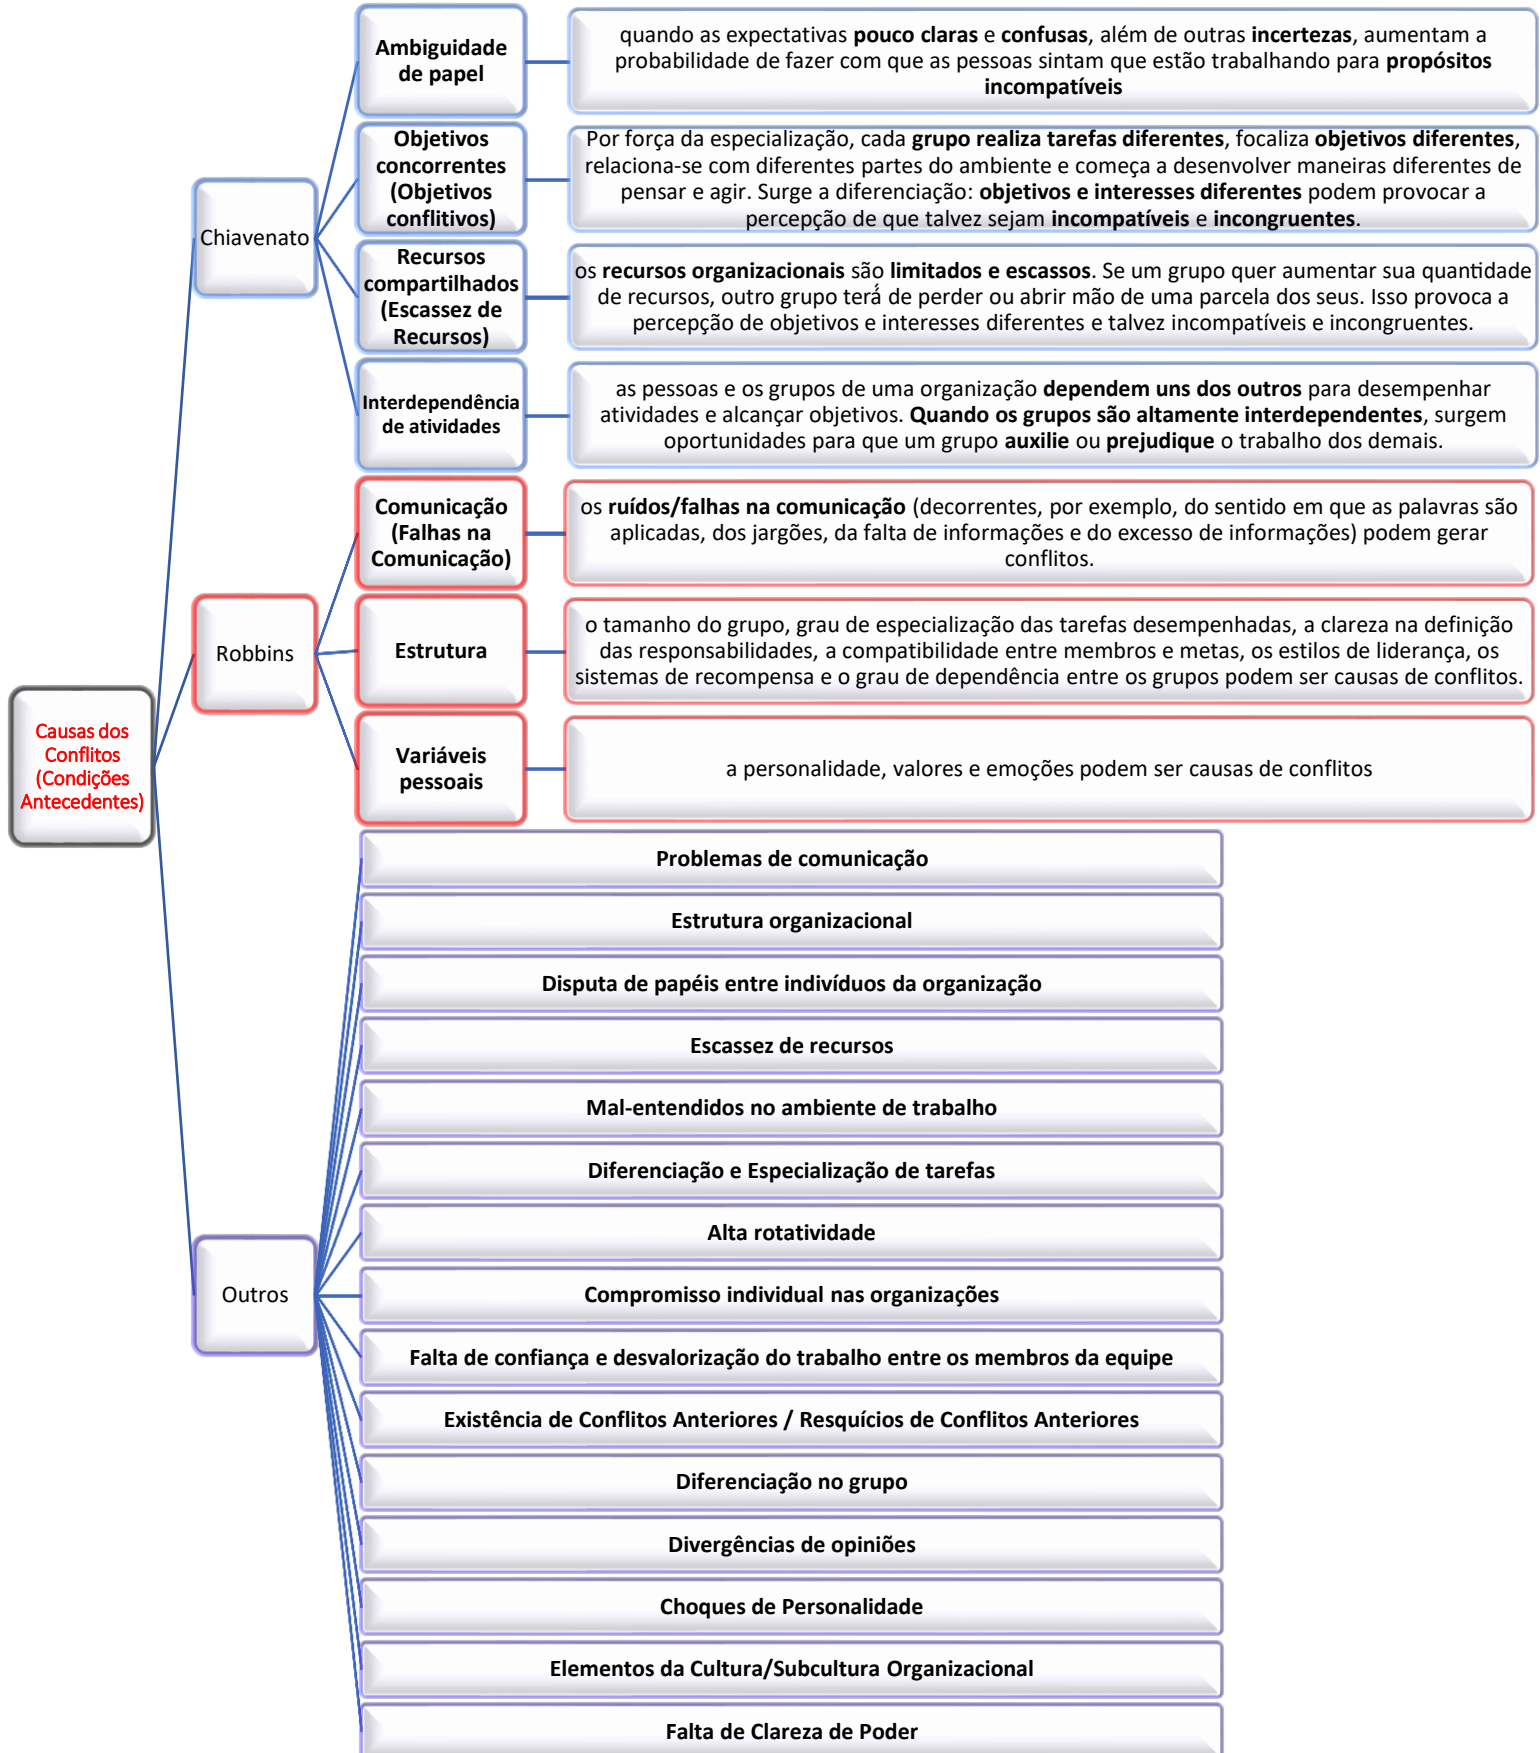 Causas dos
Conflitos
(Condições
Antecedentes)
Chiavenato
Ambiguidade
de papel
quando as expectativas pouco claras e confusas, além de outras incertezas, aumentam a
probabilidade de fazer com que as pessoas sintam que estão trabalhando para propósitos
incompatíveis
Objetivos
concorrentes
(Objetivos
conflitivos)
Por força da especialização, cada grupo realiza tarefas diferentes, focaliza objetivos diferentes,
relaciona-se com diferentes partes do ambiente e começa a desenvolver maneiras diferentes de
pensar e agir. Surge a diferenciação: objetivos e interesses diferentes podem provocar a
percepção de que talvez sejam incompatíveis e incongruentes.
Recursos
compartilhados
(Escassez de
Recursos)
os recursos organizacionais são limitados e escassos. Se um grupo quer aumentar sua quantidade
de recursos, outro grupo terá de perder ou abrir mão de uma parcela dos seus. Isso provoca a
percepção de objetivos e interesses diferentes e talvez incompatíveis e incongruentes.
Interdependência
de atividades
as pessoas e os grupos de uma organização dependem uns dos outros para desempenhar
atividades e alcançar objetivos. Quando os grupos são altamente interdependentes, surgem
oportunidades para que um grupo auxilie ou prejudique o trabalho dos demais.
Robbins
Comunicação
(Falhas na
Comunicação)
os ruídos/falhas na comunicação (decorrentes, por exemplo, do sentido em que as palavras são
aplicadas, dos jargões, da falta de informações e do excesso de informações) podem gerar
conflitos.
Estrutura
o tamanho do grupo, grau de especialização das tarefas desempenhadas, a clareza na definição
das responsabilidades, a compatibilidade entre membros e metas, os estilos de liderança, os
sistemas de recompensa e o grau de dependência entre os grupos podem ser causas de conflitos.
Variáveis
pessoais
a personalidade, valores e emoções podem ser causas de conflitos
Outros
Problemas de comunicação
Estrutura organizacional
Disputa de papéis entre indivíduos da organização
Escassez de recursos
Mal-entendidos no ambiente de trabalho
Diferenciação e Especialização de tarefas
Alta rotatividade
Compromisso individual nas organizações
Falta de confiança e desvalorização do trabalho entre os membros da equipe
Existência de Conflitos Anteriores / Resquícios de Conflitos Anteriores
Diferenciação no grupo
Divergências de opiniões
Choques de Personalidade
Elementos da Cultura/Subcultura Organizacional
Falta de Clareza de Poder